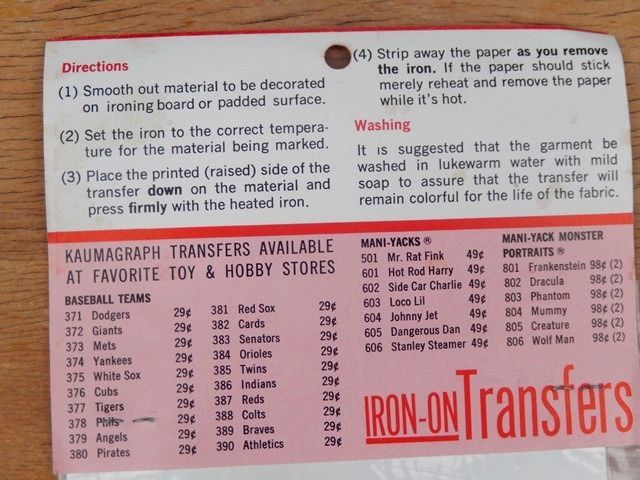 Directions
(1) Smooth out material to be decorated
on ironing board or padded surface.
(2) Set the iron to the correct tempera-
ture for the material being marked.
(3) Place the printed (raised) side of the
transfer down on the material and
press firmly with the heated iron.
(4) Strip away the paper as you remove
the iron. If the paper should stick
merely reheat and remove the paper
while it's hot.
Washing
It is suggested that the garment be
washed in lukewarm water with mild
soap to assure that the transfer will
remain colorful for the life of the fabric.
KAUMAGRAPH TRANSFERS AVAILABLE
AT FAVORITE TOY & HOBBY STORES
BASEBALL TEAMS
371 Dodgers 29¢
372 Giants 29¢
373 Mets 29¢
374 Yankees 29¢
375 White Sox 29¢
376 Cubs 29¢
377 Tigers 29¢
378 Phils 29¢
379 Angels 29¢
380 Pirates 29¢
381 Red Sox 29¢
382 Cards 29¢
383 Senators 29¢
384 Orioles 29¢
385 Twins 29¢
386 Indians 29¢
387 Reds 29¢
388 Colts 29¢
389 Braves 29¢
390 Athletics 29¢
MANI-YACKS ®
501 Mr. Rat Fink 49¢
601 Hot Rod Harry 49¢
602 Side Car Charlie 49¢
603 Loco Lil 49¢
604 Johnny Jet 49¢
605 Dangerous Dan 49¢
606 Stanley Steamer 49¢
MANI-YACK MONSTER
PORTRAITS ®
801 Frankenstein 98¢ (2)
802 Dracula 98¢ (2)
803 Phantom 98¢ (2)
804 Mummy 98¢ (2)
805 Creature 98¢ (2)
806 Wolf Man 98¢ (2)
IRON-ON Transfers